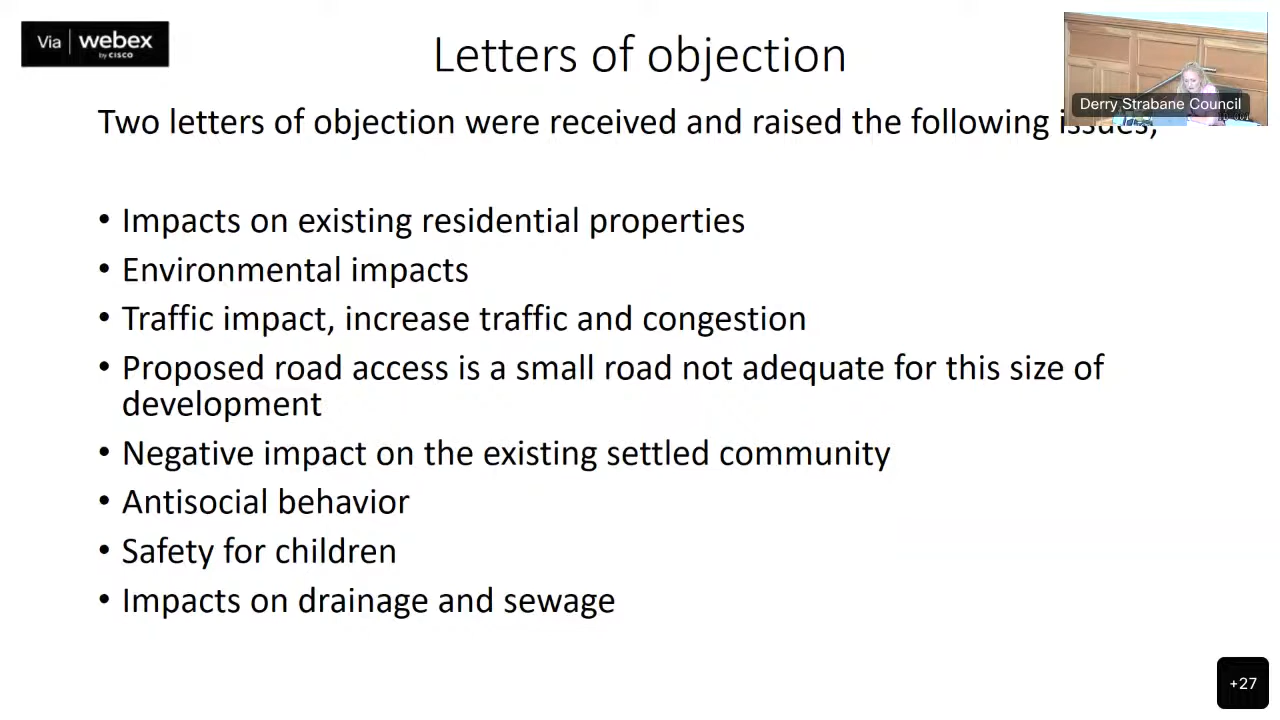 Via webex
by CISCO
Letters of objection
Derry Strabane Council
Two letters of objection were received and raised the following issues,
• Impacts on existing residential properties
• Environmental impacts
• Traffic impact, increase traffic and congestion
• Proposed road access is a small road not adequate for this size of
development
• Negative impact on the existing settled community
• Antisocial behavior
• Safety for children
• Impacts on drainage and sewage
+27